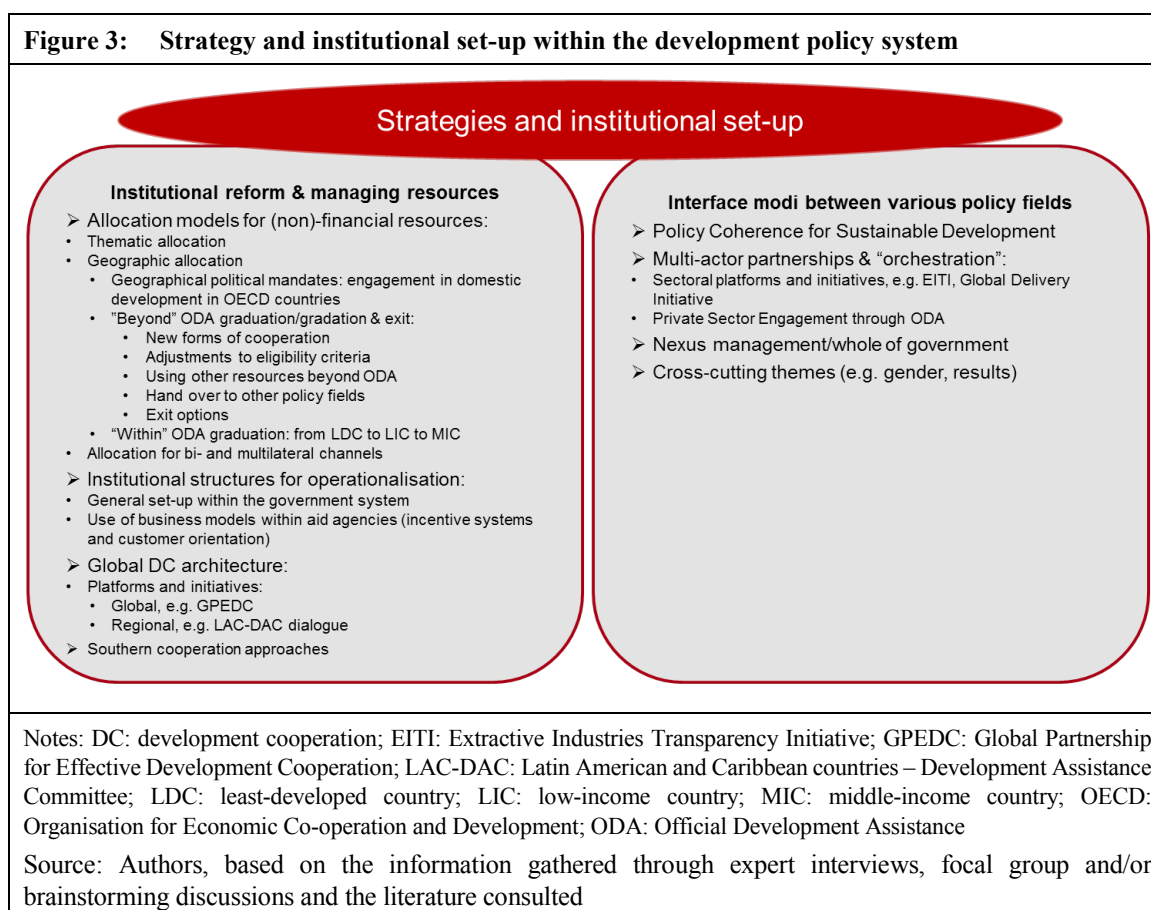 Figure 3: Strategy and institutional set-up within the development policy system
Strategies and institutional set-up
Institutional reform & managing resources
➢ Allocation models for (non)-financial resources:
• Thematic allocation
• Geographic allocation
• Geographical political mandates: engagement in domestic
development in OECD countries
• "Beyond" ODA graduation/gradation & exit:
• New forms of cooperation
• Adjustments to eligibility criteria
• Using other resources beyond ODA
• Hand over to other policy fields
• Exit options
• "Within" ODA graduation: from LDC to LIC to MIC
• Allocation for bi- and multilateral channels
➢ Institutional structures for operationalisation:
• General set-up within the government system
• Use of business models within aid agencies (incentive systems
and customer orientation)
➢ Global DC architecture:
• Platforms and initiatives:
• Global, e.g. GPEDC
• Regional, e.g. LAC-DAC dialogue
➢ Southern cooperation approaches
Interface modi between various policy fields
➢ Policy Coherence for Sustainable Development
➢ Multi-actor partnerships & "orchestration":
• Sectoral platforms and initiatives, e.g. EITI, Global Delivery
Initiative
• Private Sector Engagement through ODA
➢ Nexus management/whole of government
➢ Cross-cutting themes (e.g. gender, results)
Notes: DC: development cooperation; EITI: Extractive Industries Transparency Initiative; GPEDC: Global Partnership
for Effective Development Cooperation; LAC-DAC: Latin American and Caribbean countries – Development Assistance
Committee; LDC: least-developed country; LIC: low-income country; MIC: middle-income country; OECD:
Organisation for Economic Co-operation and Development; ODA: Official Development Assistance
Source: Authors, based on the information gathered through expert interviews, focal group and/or
brainstorming discussions and the literature consulted